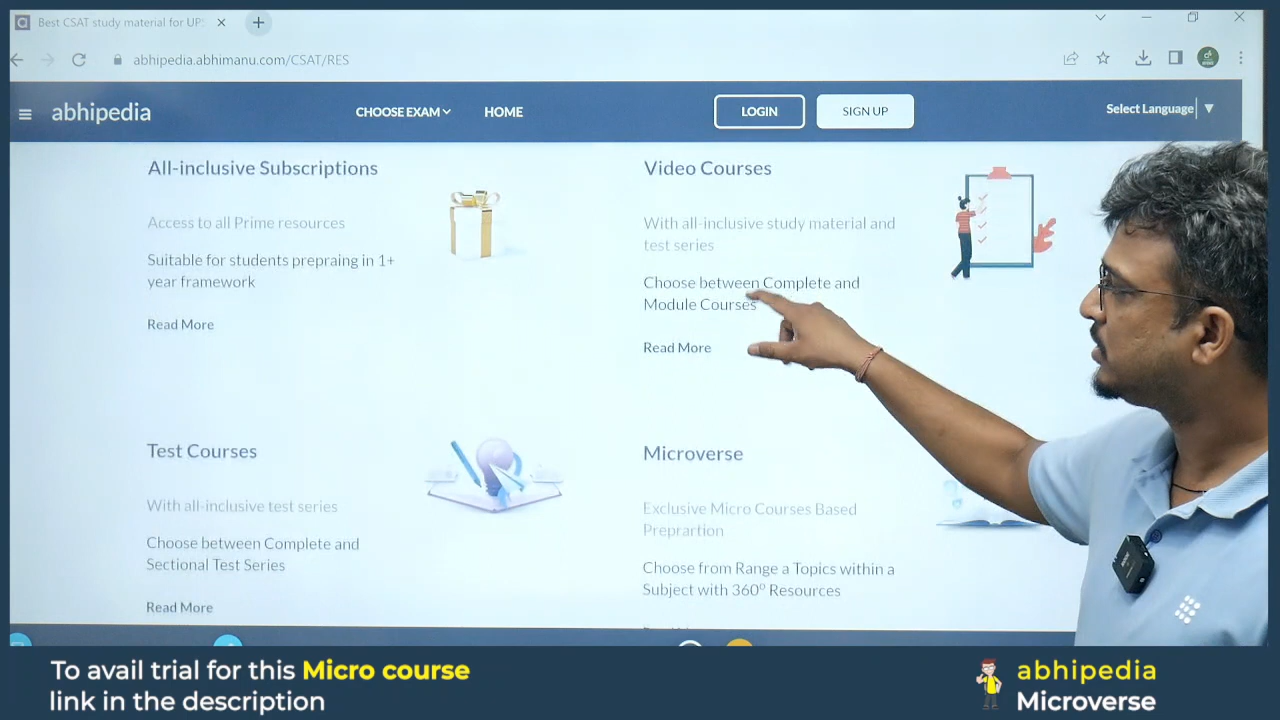 Best CSAT study material for UPS
abhipedia.abhimanu.com/CSAT/RES
abhipedia
CHOOSE EXAM
HOME
LOGIN
SIGN UP
Select Language
All-inclusive Subscriptions
Access to all Prime resources
Suitable for students prepraing in 1+
year framework
Read More
Video Courses
With all-inclusive study material and
test series
Choose between Complete and
Module Courses
Read More
Test Courses
With all-inclusive test series
Choose between Complete and
Sectional Test Series
Read More
Microverse
Exclusive Micro Courses Based
Preprartion
Choose from Range a Topics within a
Subject with 360° Resources
To avail trial for this Micro course
link in the description
abhipedia
Microverse